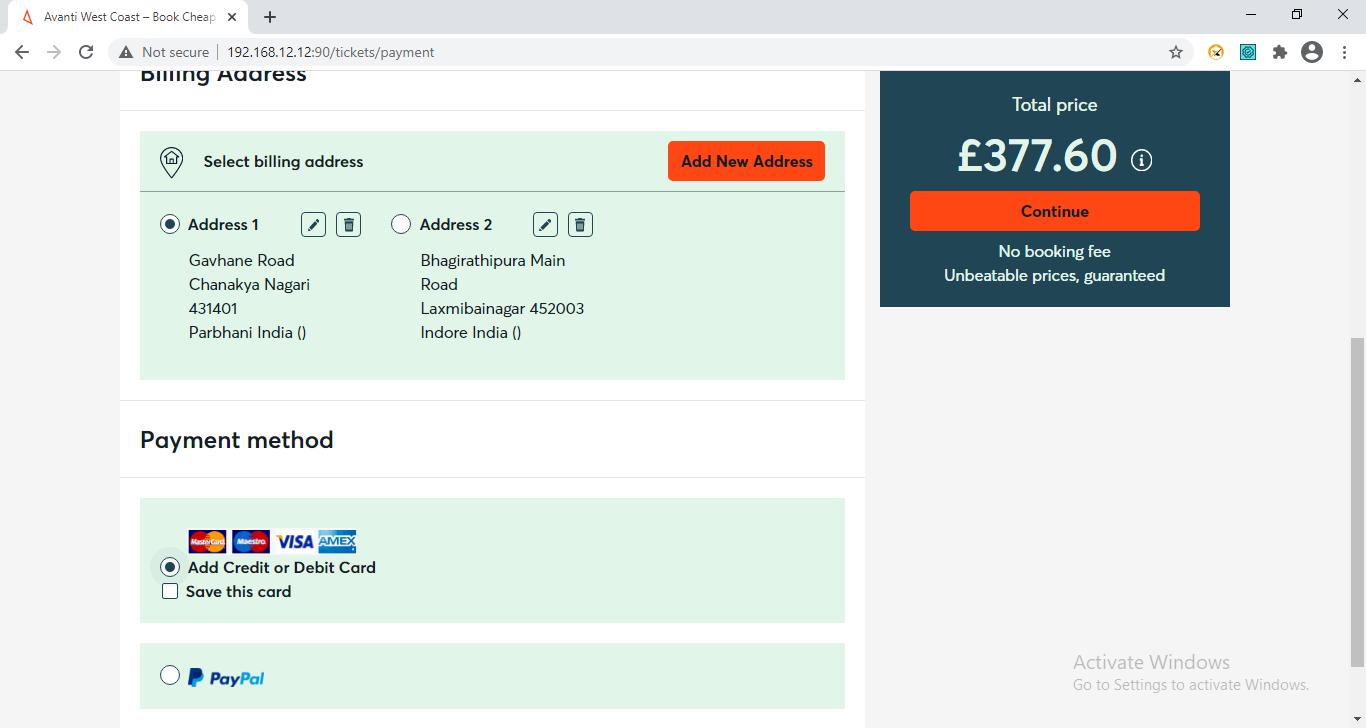 Avanti West Coast – Book Cheap
Not secure
192.168.12.12:90/tickets/payment
Billing Address
Select billing address
Add New Address
Address 1
Gavhane Road
Chanakya Nagari
431401
Parbhani India ()
Address 2
Bhagirathipura Main
Road
Laxmibainagar 452003
Indore India ()
Payment method
MasterCard Maestro VISA AMEX
Add Credit or Debit Card
Save this card
PayPal
Total price
£377.60
Continue
No booking fee
Unbeatable prices, guaranteed
Activate Windows
Go to Settings to activate Windows.